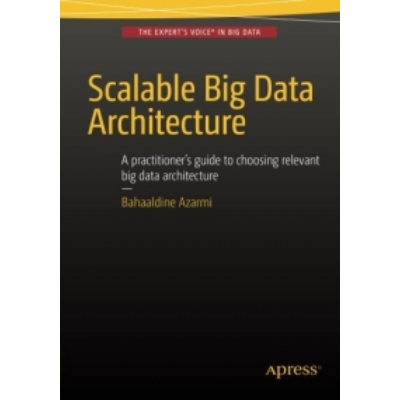 THE EXPERT'S VOICE® IN BIG DATA
Scalable Big Data
Architecture
A practitioner's guide to choosing relevant
big data architecture
—
Bahaaldine Azarmi
Apress®